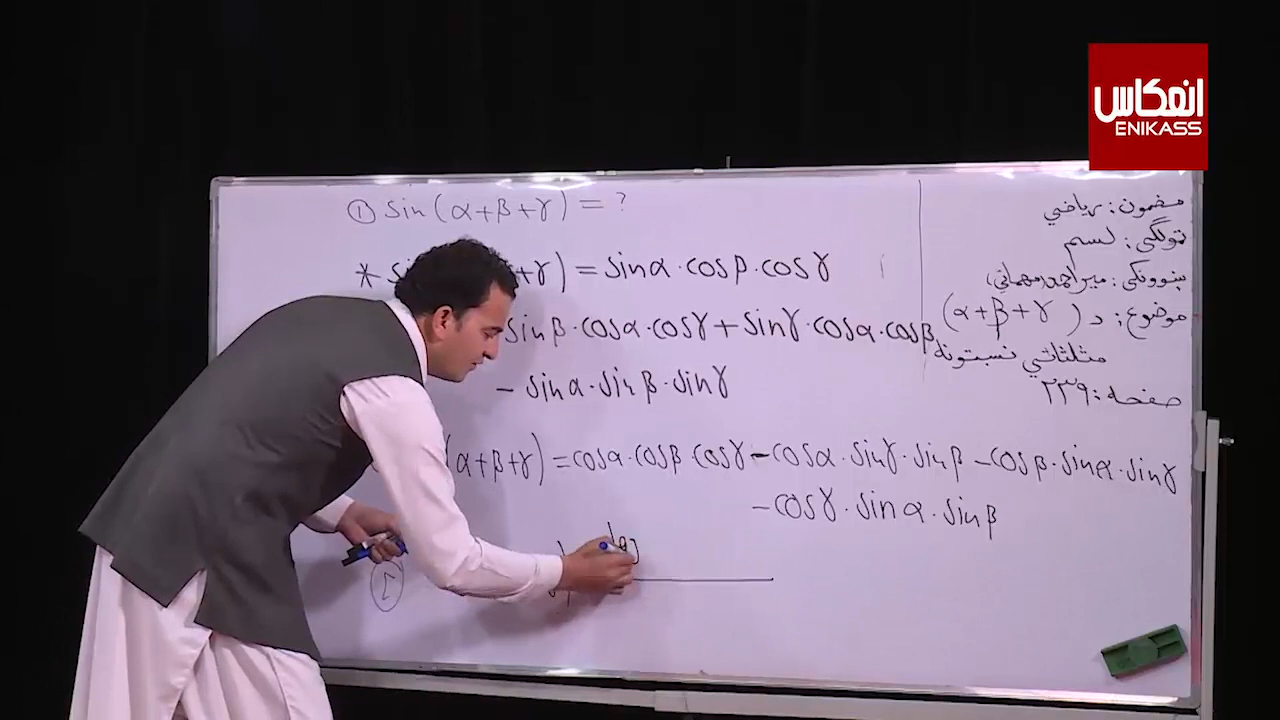 انعکاس
ENIKASS
① sin(α+β+γ) = ?
+γ) = sinα·cosβ·cosγ
sinβ·cosα·cosγ + sinγ·cosα·cosβ
- sinα·sinβ·sinγ
(α+β+γ) = cosα·cosβ·cosγ - cosα·sinγ·sinβ - cosβ·sinα·sinγ
- cosγ·sinα·sinβ
مضمون: ریاضي
ټولګی: لسم
ښوونکی: میراحمد(مهماني)
موضوع: د (α+β+γ)
مثلثاتي نسبتونه
صفحه: ۲۳۹